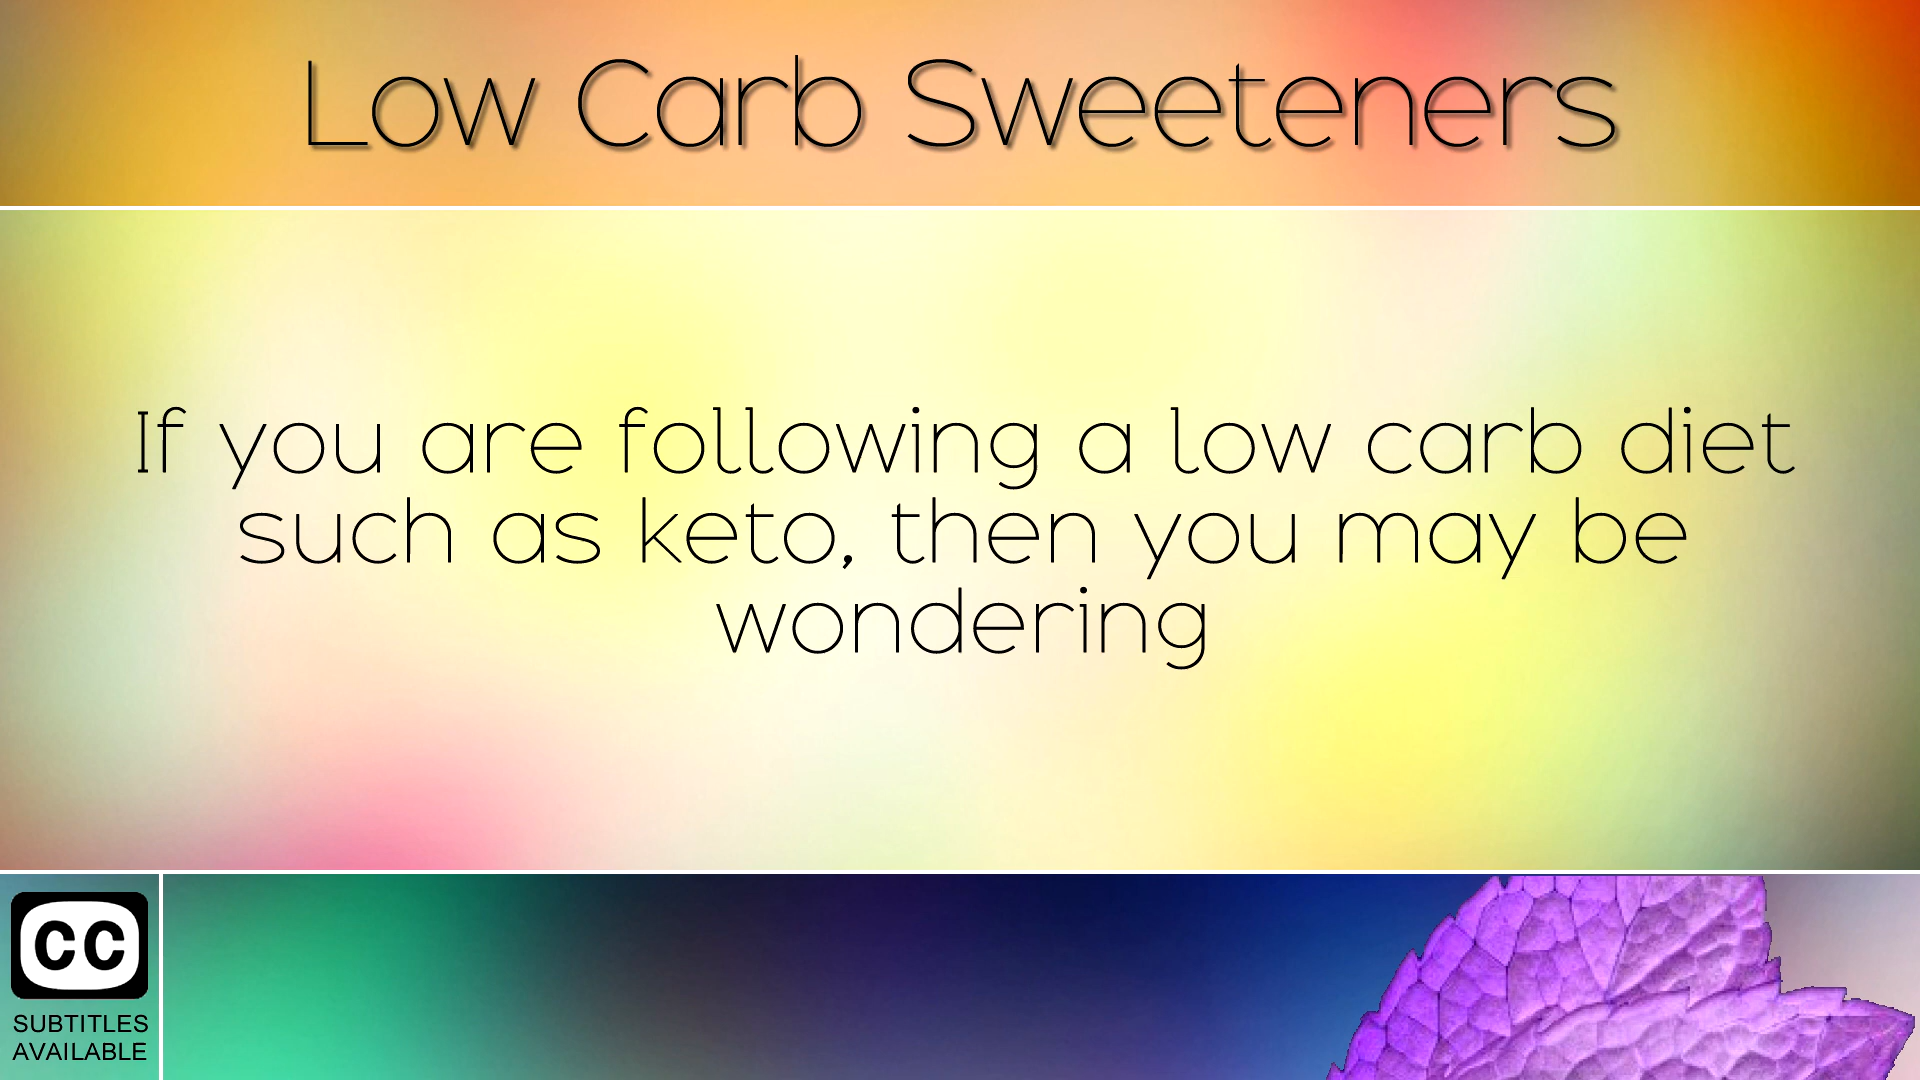 Low Carb Sweeteners
If you are following a low carb diet
such as keto, then you may be
wondering
CC
SUBTITLES
AVAILABLE